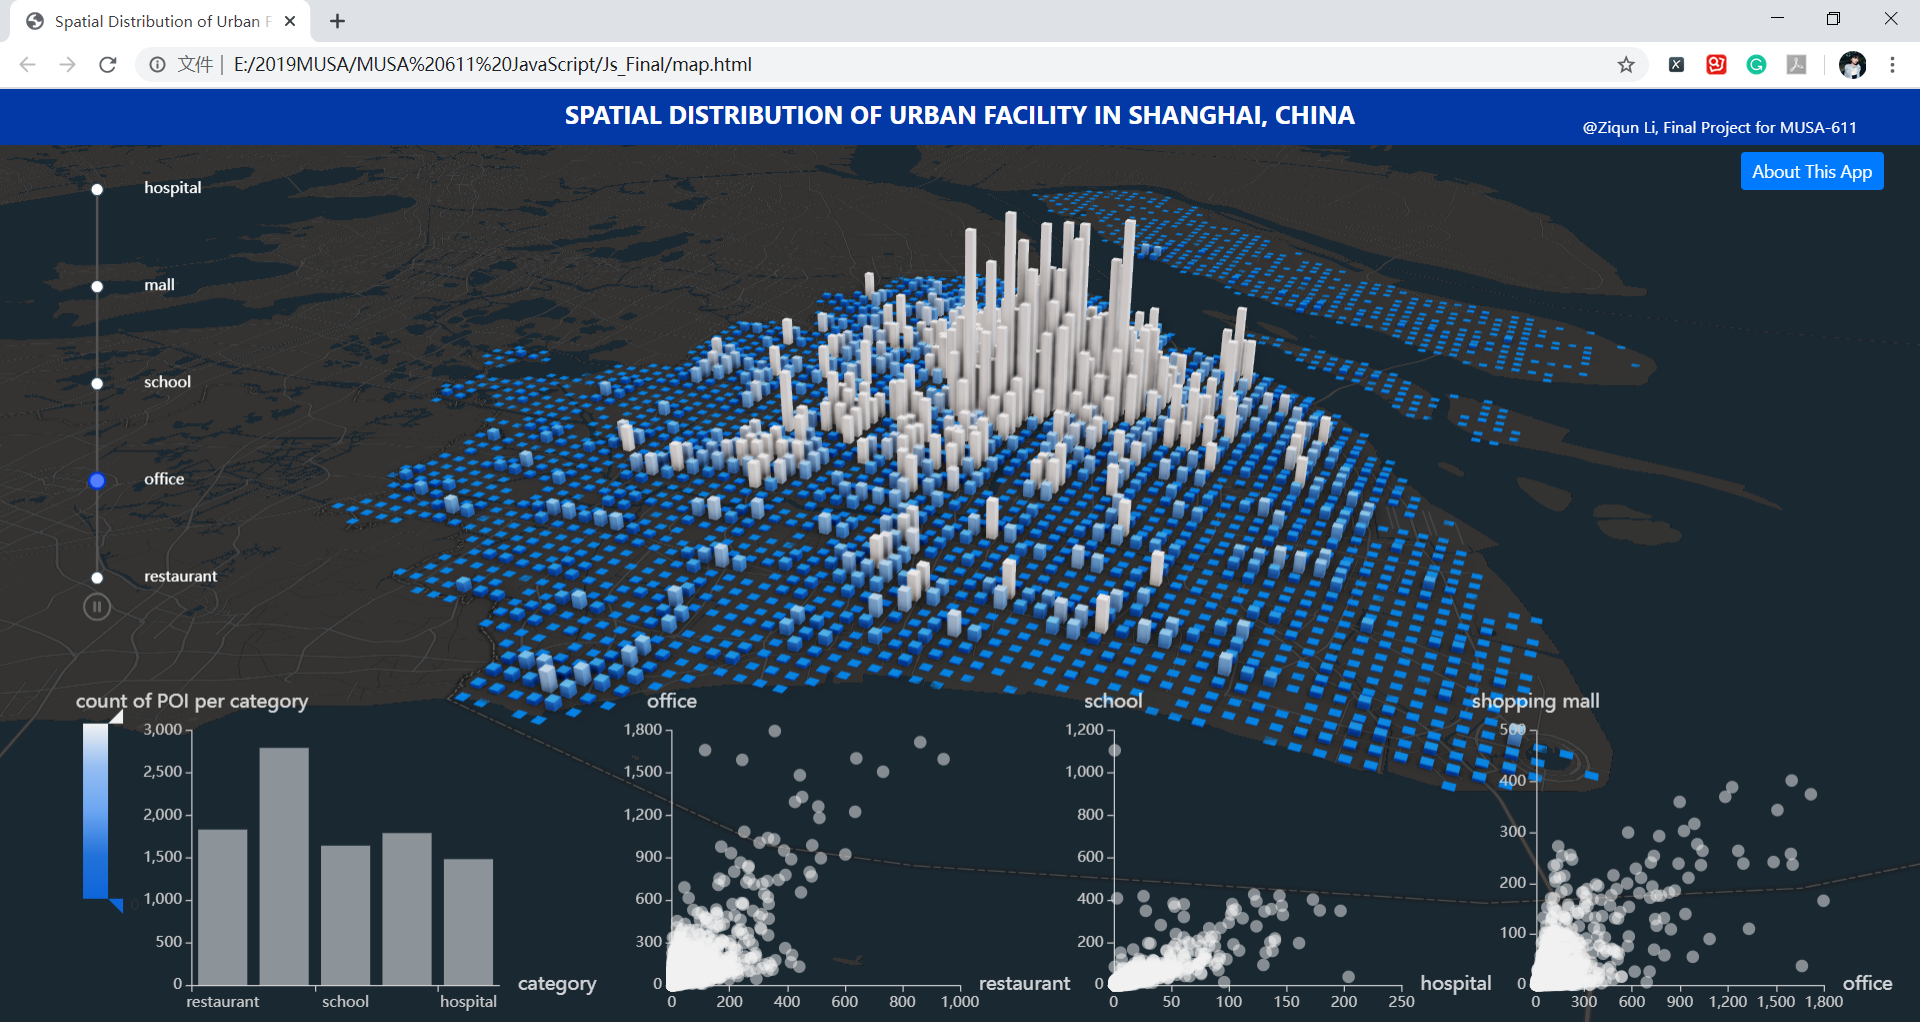 Spatial Distribution of Urban F
文件 | E:/2019MUSA/MUSA%20611%20JavaScript/Js_Final/map.html
SPATIAL DISTRIBUTION OF URBAN FACILITY IN SHANGHAI, CHINA
@Ziqun Li, Final Project for MUSA-611
About This App
hospital
mall
school
office
restaurant
count of POI per category
3,000
2,500
2,000
1,500
1,000
500
0
0
restaurant
school
hospital
category
office
1,800
1,500
1,200
900
600
300
0
0
200
400
600
800
1,000
restaurant
school
1,200
1,000
800
600
400
200
0
0
50
100
150
200
250
hospital
shopping mall
500
400
300
200
100
0
0
300
600
900
1,200
1,500
1,800
office